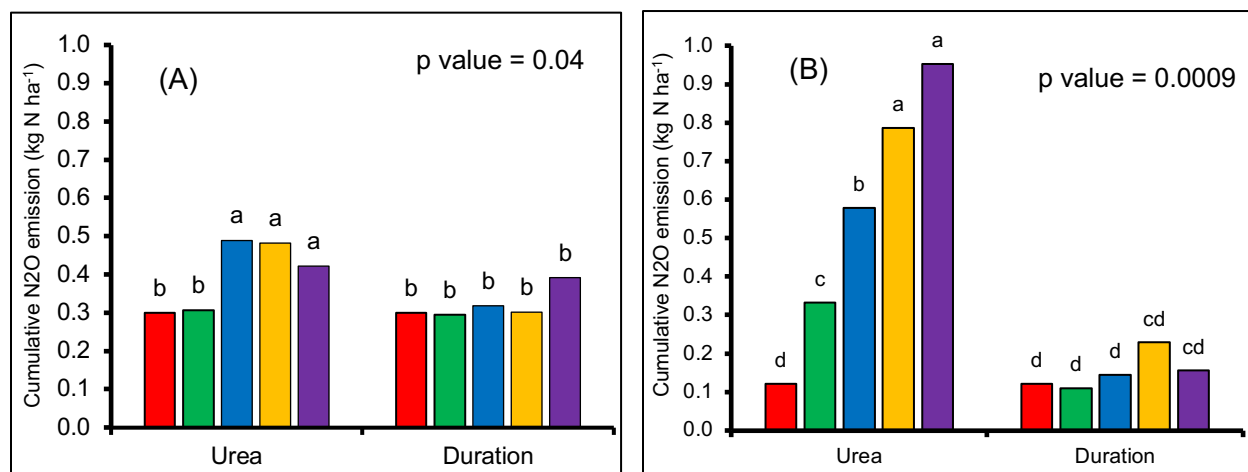 Cumulative N2O emission (kg N ha-1)
1.0
0.9
0.8
0.7
0.6
0.5
0.4
0.3
0.2
0.1
0.0
(A)
p value = 0.04
b
b
a
a
a
b
b
b
b
b
Urea
Duration
Cumulative N2O emission (kg N ha-1)
1.0
0.9
0.8
0.7
0.6
0.5
0.4
0.3
0.2
0.1
0.0
(B)
p value = 0.0009
d
c
b
a
a
d
d
d
cd
cd
Urea
Duration